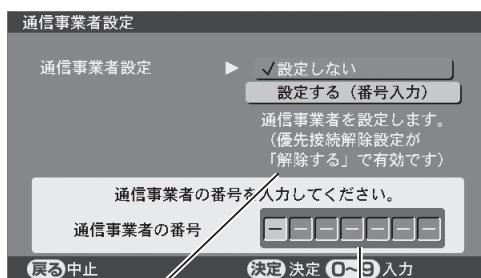 通信事業者設定
通信事業者設定 ▶ ✓設定しない
設定する（番号入力）
通信事業者を設定します。
（優先接続解除設定が
「解除する」で有効です）
通信事業者の番号を入力してください。
通信事業者の番号 －－－－－－－
戻る中止 決定 決定 0～9 入力